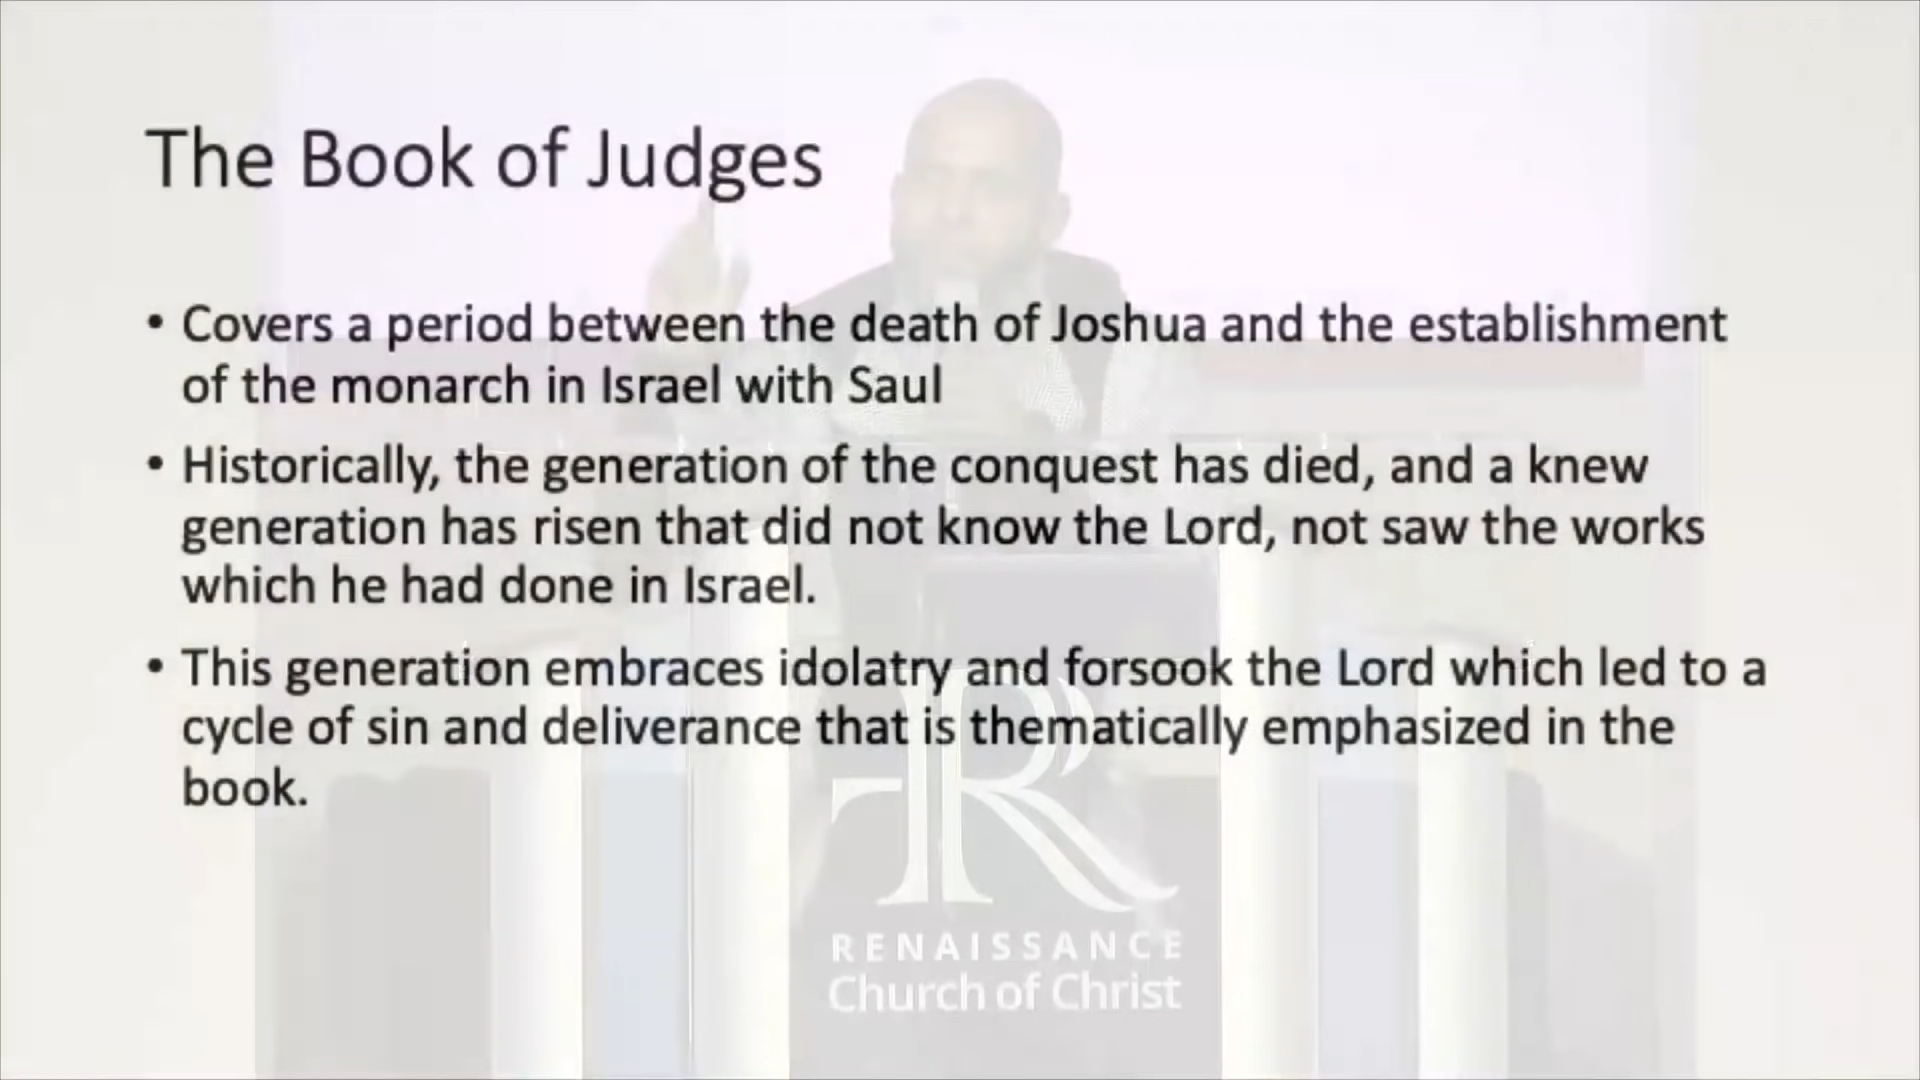 The Book of Judges
• Covers a period between the death of Joshua and the establishment
of the monarch in Israel with Saul
• Historically, the generation of the conquest has died, and a knew
generation has risen that did not know the Lord, not saw the works
which he had done in Israel.
• This generation embraces idolatry and forsook the Lord which led to a
cycle of sin and deliverance that is thematically emphasized in the
book.
R
RENAISSANCE
Church of Christ